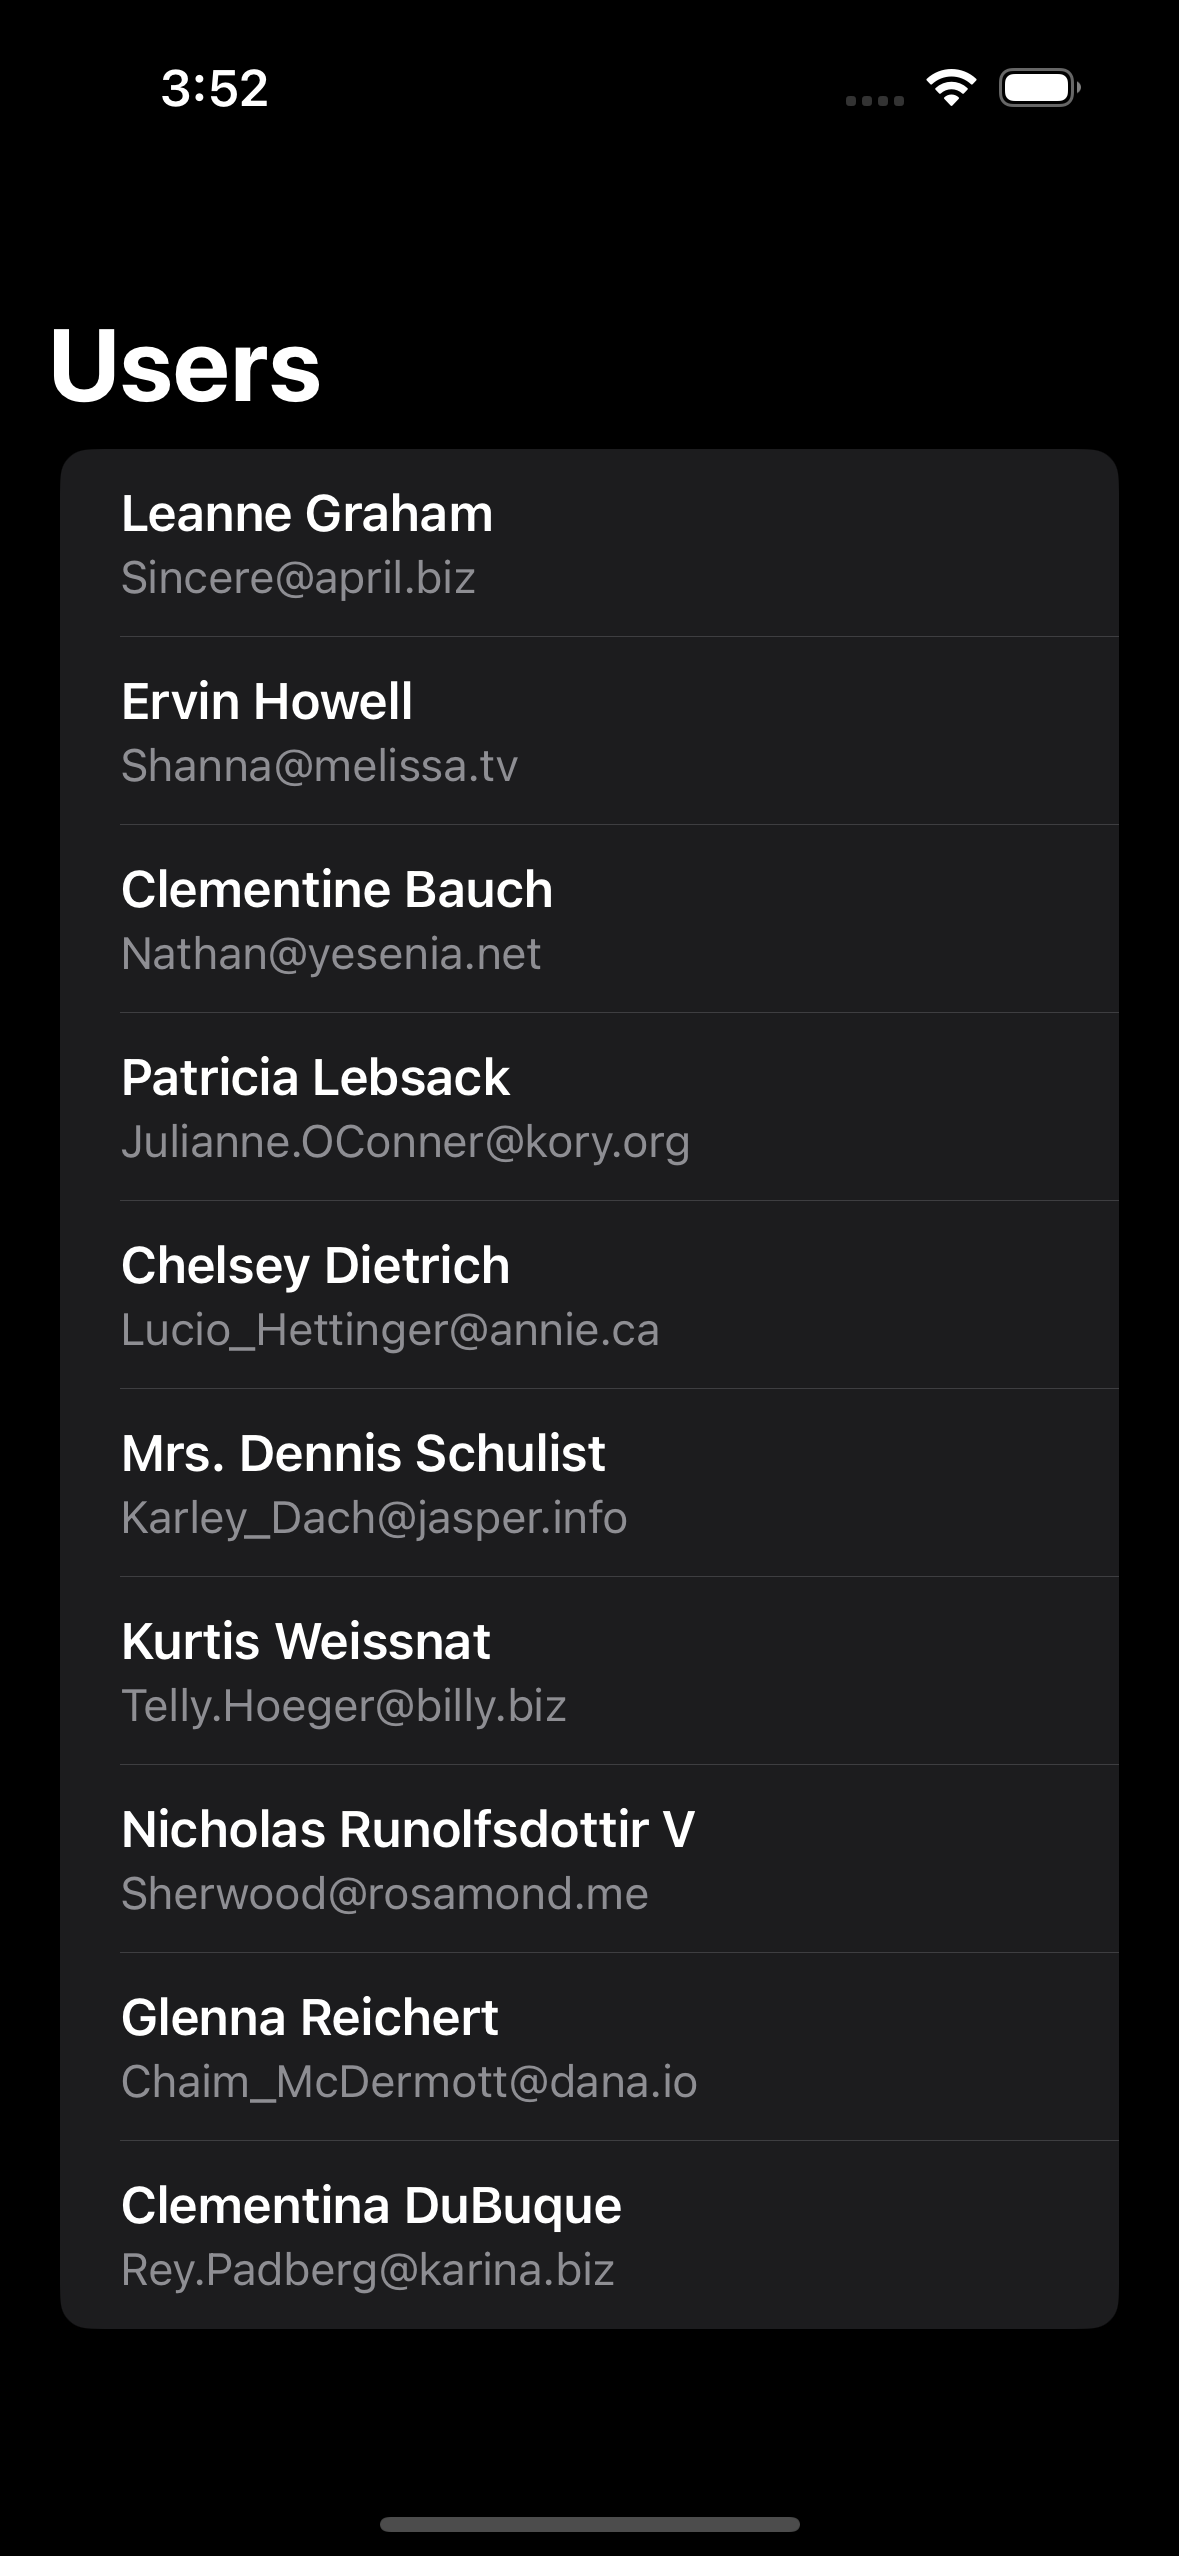 3:52
Users
Leanne Graham
Sincere@april.biz
Ervin Howell
Shanna@melissa.tv
Clementine Bauch
Nathan@yesenia.net
Patricia Lebsack
Julianne.OConner@kory.org
Chelsey Dietrich
Lucio_Hettinger@annie.ca
Mrs. Dennis Schulist
Karley_Dach@jasper.info
Kurtis Weissnat
Telly.Hoeger@billy.biz
Nicholas Runolfsdottir V
Sherwood@rosamond.me
Glenna Reichert
Chaim_McDermott@dana.io
Clementina DuBuque
Rey.Padberg@karina.biz